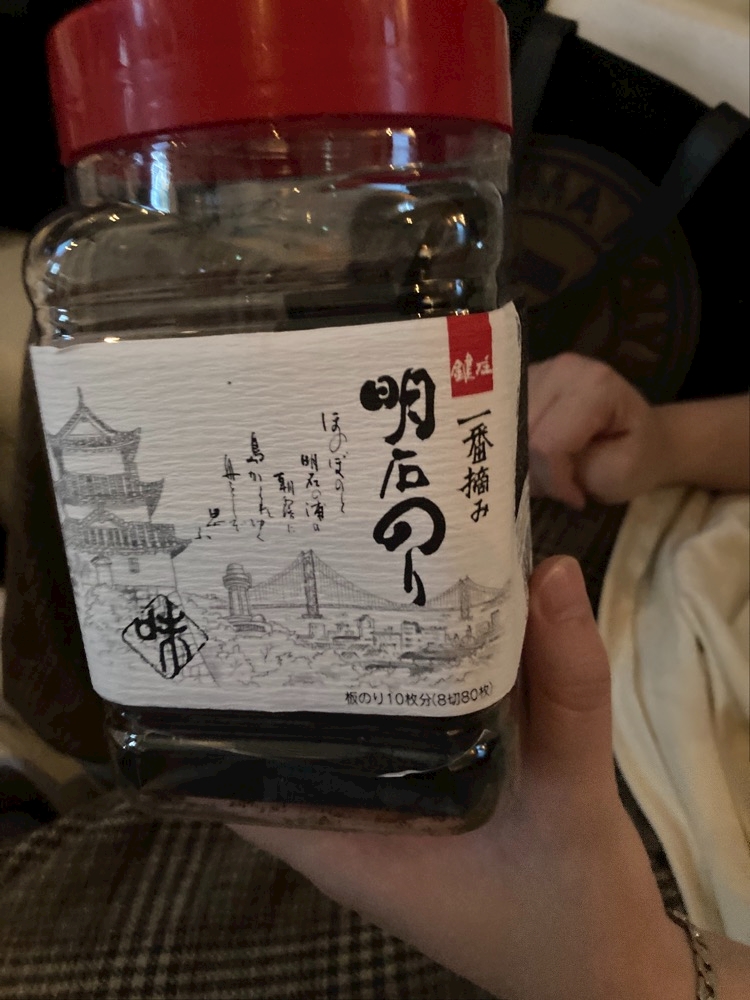 鍵庄
一番摘み
明石のり
ほのぼのと
明石の浦の
朝霧に
島かくれゆく
舟をしぞ
思ふ
味
板のり10枚分(8切80枚)